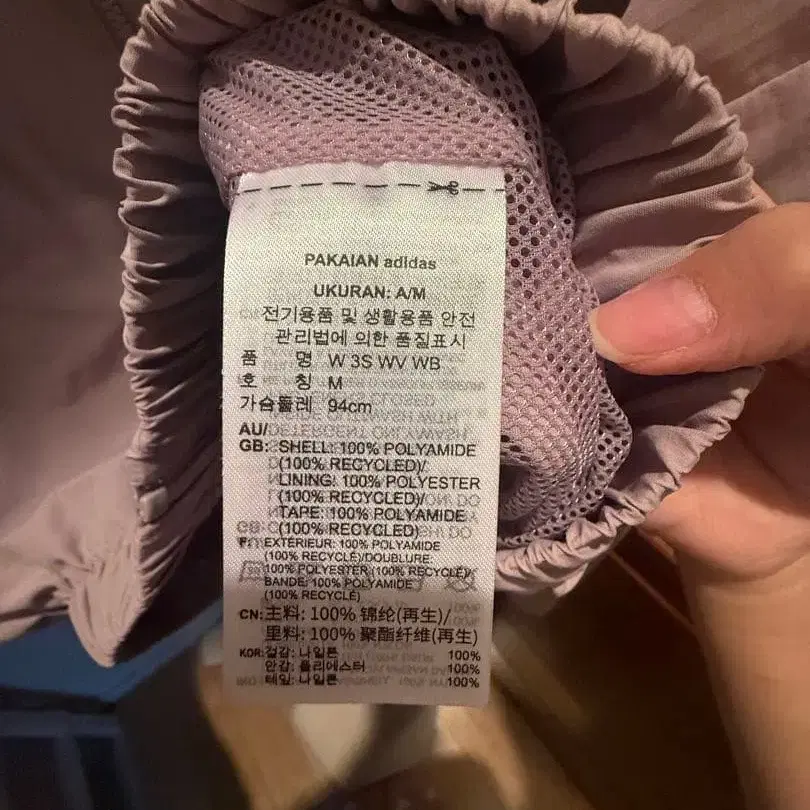 PAKAIAN adidas
UKURAN: A/M
전기용품 및 생활용품 안전
관리법에 의한 품질표시
품 명 W 3S WV WB
호 칭 M
가슴둘레 94cm
AU/
GB: SHELL: 100% POLYAMIDE
(100% RECYCLED)/
LINING: 100% POLYESTER
(100% RECYCLED)/
TAPE: 100% POLYAMIDE
(100% RECYCLED)
F: EXTÉRIEUR: 100% POLYAMIDE
(100% RECYCLÉ)/DOUBLURE:
100% POLYESTER (100% RECYCLÉ)/
BANDE: 100% POLYAMIDE
(100% RECYCLÉ)
CN: 主料: 100% 锦纶(再生)/
里料: 100% 聚酯纤维(再生)
KOR: 겉감: 나일론 100%
안감: 폴리에스터 100%
테잎: 나일론 100%